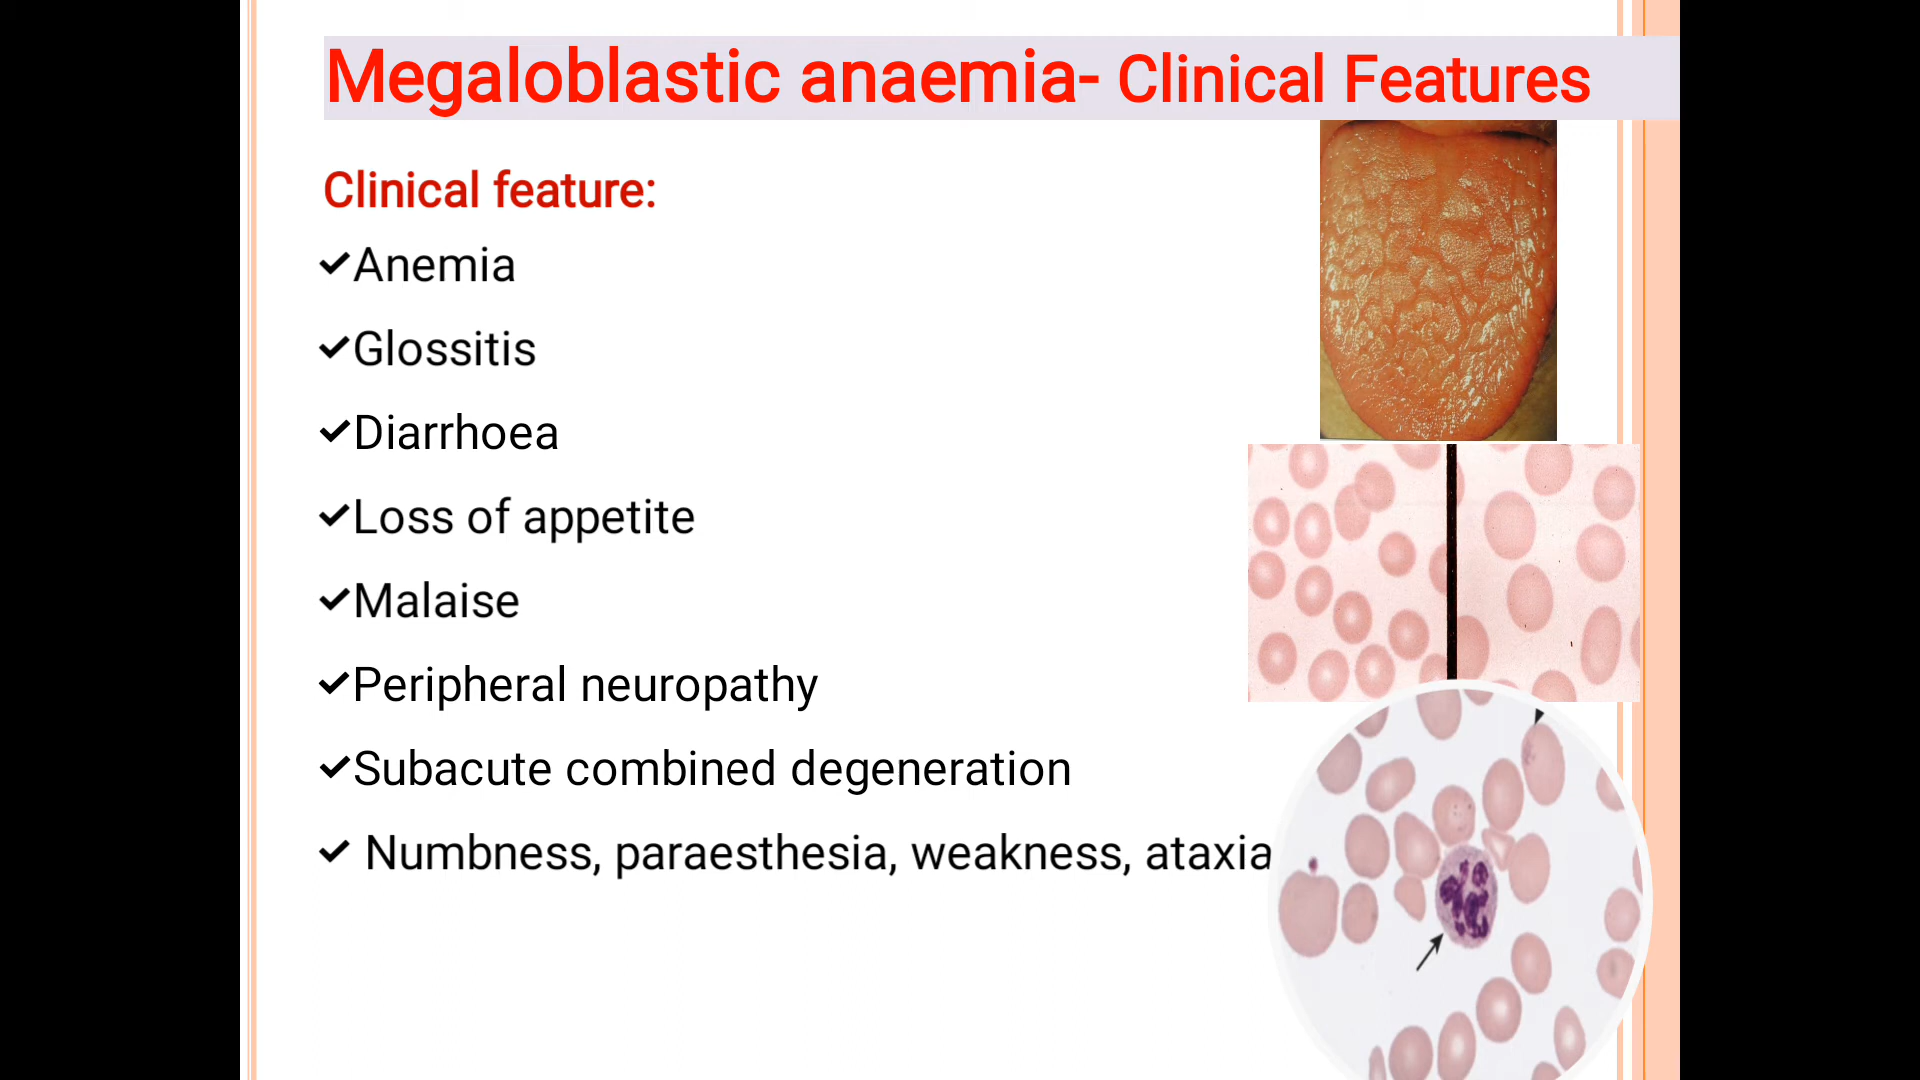 Megaloblastic anaemia- Clinical Features
Clinical feature:
✔Anemia
✔Glossitis
✔Diarrhoea
✔Loss of appetite
✔Malaise
✔Peripheral neuropathy
✔Subacute combined degeneration
✔ Numbness, paraesthesia, weakness, ataxia